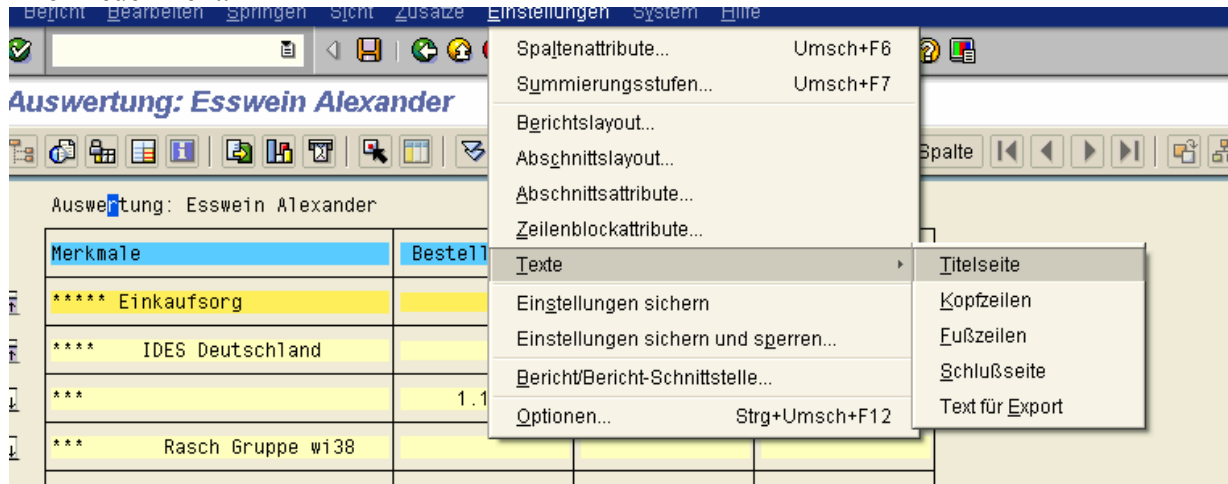 Bearbeiten Springen Sicht Zusätze Einstellungen System Hilfe
Auswertung: Esswein Alexander
Spalte
Auswertung: Esswein Alexander
Merkmale Bestell
***** Einkaufsorg
**** IDES Deutschland
*** 1.1
*** Rasch Gruppe wi38
Spaltenattribute... Umsch+F6
Summierungsstufen... Umsch+F7
Berichtslayout...
Abschnittslayout...
Abschnittsattribute...
Zeilenblockattribute...
Texte
Einstellungen sichern
Einstellungen sichern und sperren...
Bericht/Bericht-Schnittstelle...
Optionen... Strg+Umsch+F12
Titelseite
Kopfzeilen
Fußzeilen
Schlußseite
Text für Export